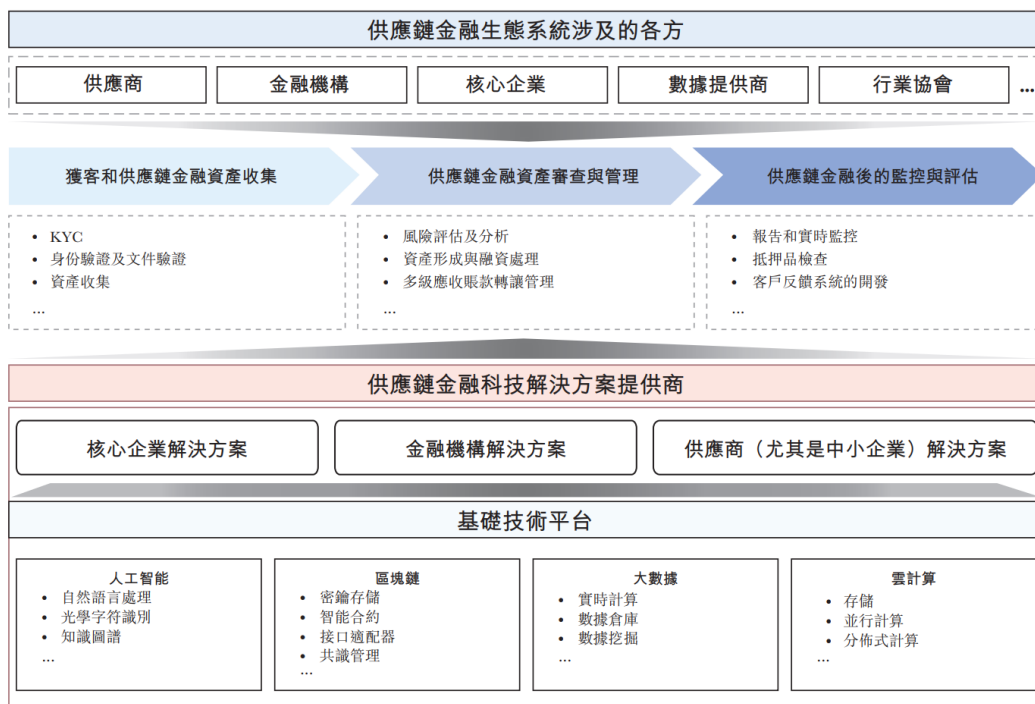 供應鏈金融生態系統涉及的各方
供應商
金融機構
核心企業
數據提供商
行業協會
...
獲客和供應鏈金融資產收集
供應鏈金融資產審查與管理
供應鏈金融後的監控與評估
• KYC
• 身份驗證及文件驗證
• 資產收集
...
• 風險評估及分析
• 資產形成與融資處理
• 多級應收賬款轉讓管理
...
• 報告和實時監控
• 抵押品檢查
• 客戶反饋系統的開發
...
供應鏈金融科技解決方案提供商
核心企業解決方案
金融機構解決方案
供應商（尤其是中小企業）解決方案
基礎技術平台
人工智能
• 自然語言處理
• 光學字符識別
• 知識圖譜
...
區塊鏈
• 密鑰存儲
• 智能合約
• 接口適配器
• 共識管理
...
大數據
• 實時計算
• 數據倉庫
• 數據挖掘
...
雲計算
• 存儲
• 並行計算
• 分佈式計算
...